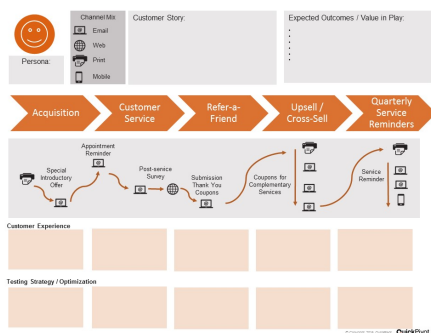 Persona:
Channel Mix
Email
Web
Print
Mobile
Customer Story:
Expected Outcomes / Value in Play:
Acquisition
Customer
Service
Refer-a-
Friend
Upsell /
Cross-Sell
Quarterly
Service
Reminders
Special
Introductory
Offer
Appointment
Reminder
Post-service
Survey
Submission
Thank You
Coupons
Coupons for
Complementary
Services
Service
Reminder
Customer Experience
Testing Strategy / Optimization
QuickPivot